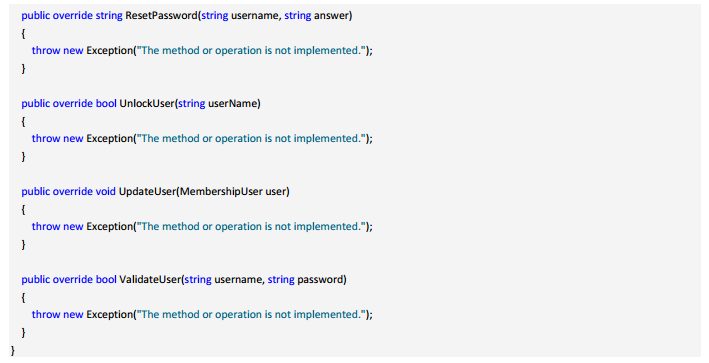 public override string ResetPassword(string username, string answer)
{
throw new Exception("The method or operation is not implemented.");
}
public override bool UnlockUser(string userName)
{
throw new Exception("The method or operation is not implemented.");
}
public override void UpdateUser(MembershipUser user)
{
throw new Exception("The method or operation is not implemented.");
}
public override bool ValidateUser(string username, string password)
{
throw new Exception("The method or operation is not implemented.");
}
}